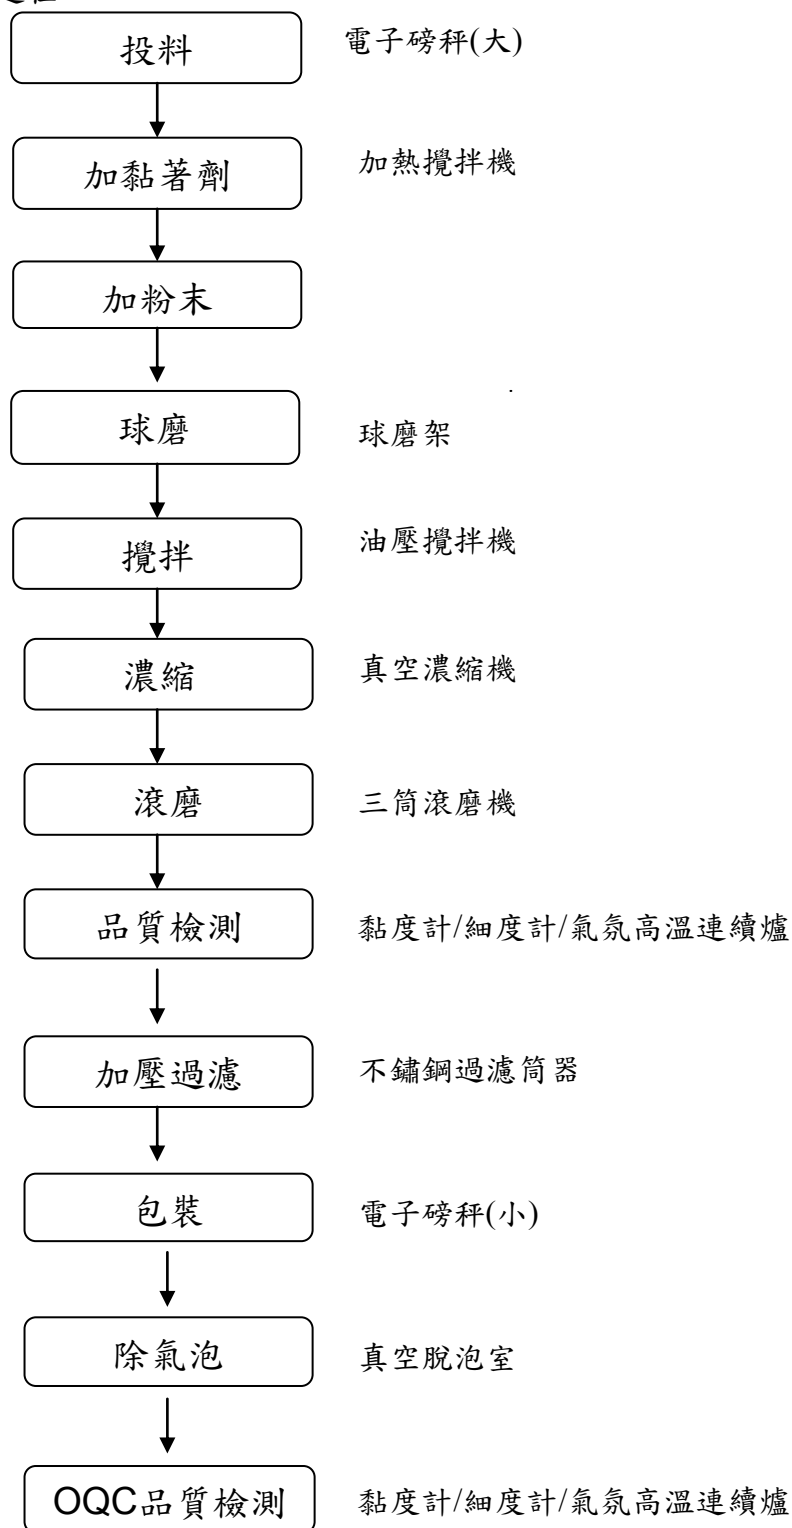 投料 電子磅秤(大)
加黏著劑 加熱攪拌機
加粉末
球磨 球磨架
攪拌 油壓攪拌機
濃縮 真空濃縮機
滾磨 三筒滾磨機
品質檢測 黏度計/細度計/氣氛高溫連續爐
加壓過濾 不鏽鋼過濾筒器
包裝 電子磅秤(小)
除氣泡 真空脫泡室
OQC品質檢測 黏度計/細度計/氣氛高溫連續爐